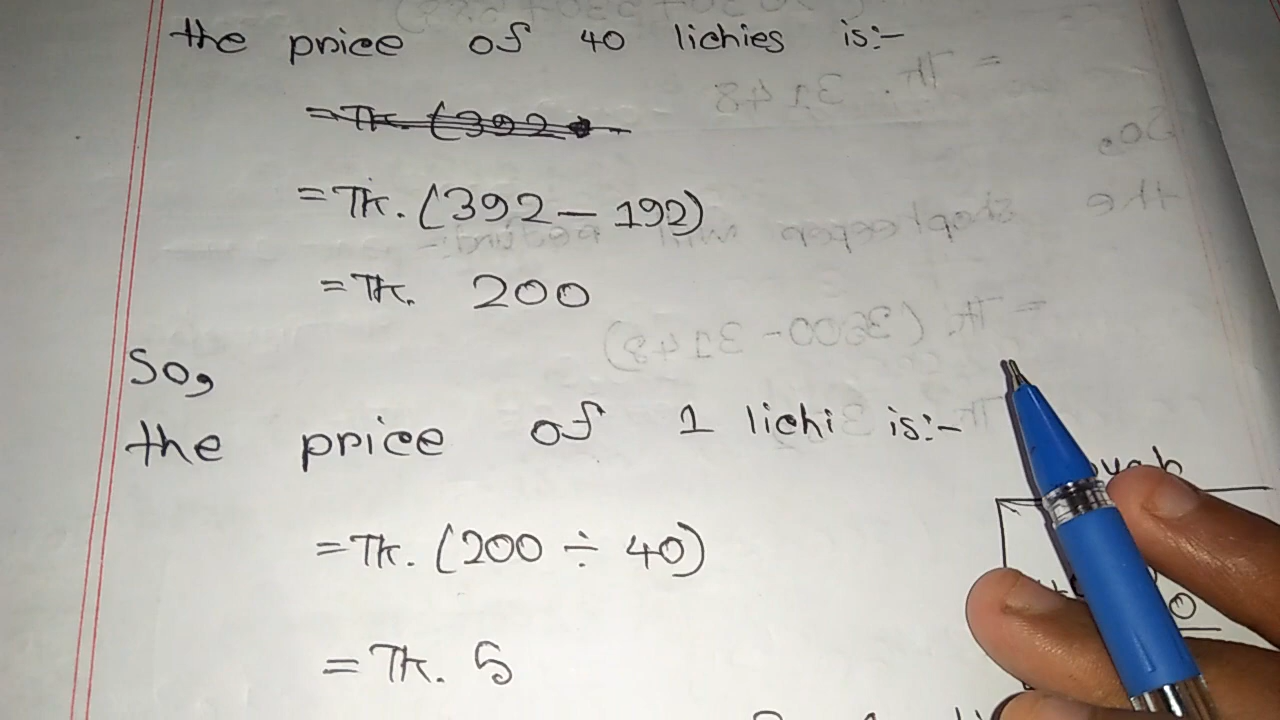 the price of 40 lichies is:-
=Tk. (392
=Tk. (392 - 192)
=Tk. 200
So,
the price of 1 lichi is:-
=Tk. (200 ÷ 40)
=Tk. 5